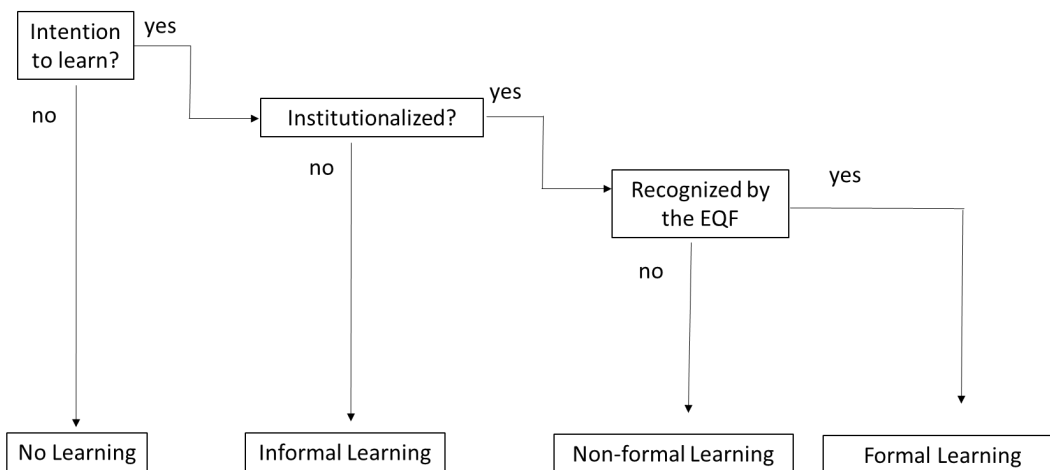 Intention
to learn?
yes
no
Institutionalized?
yes
no
Recognized by
the EQF
yes
no
No Learning
Informal Learning
Non-formal Learning
Formal Learning